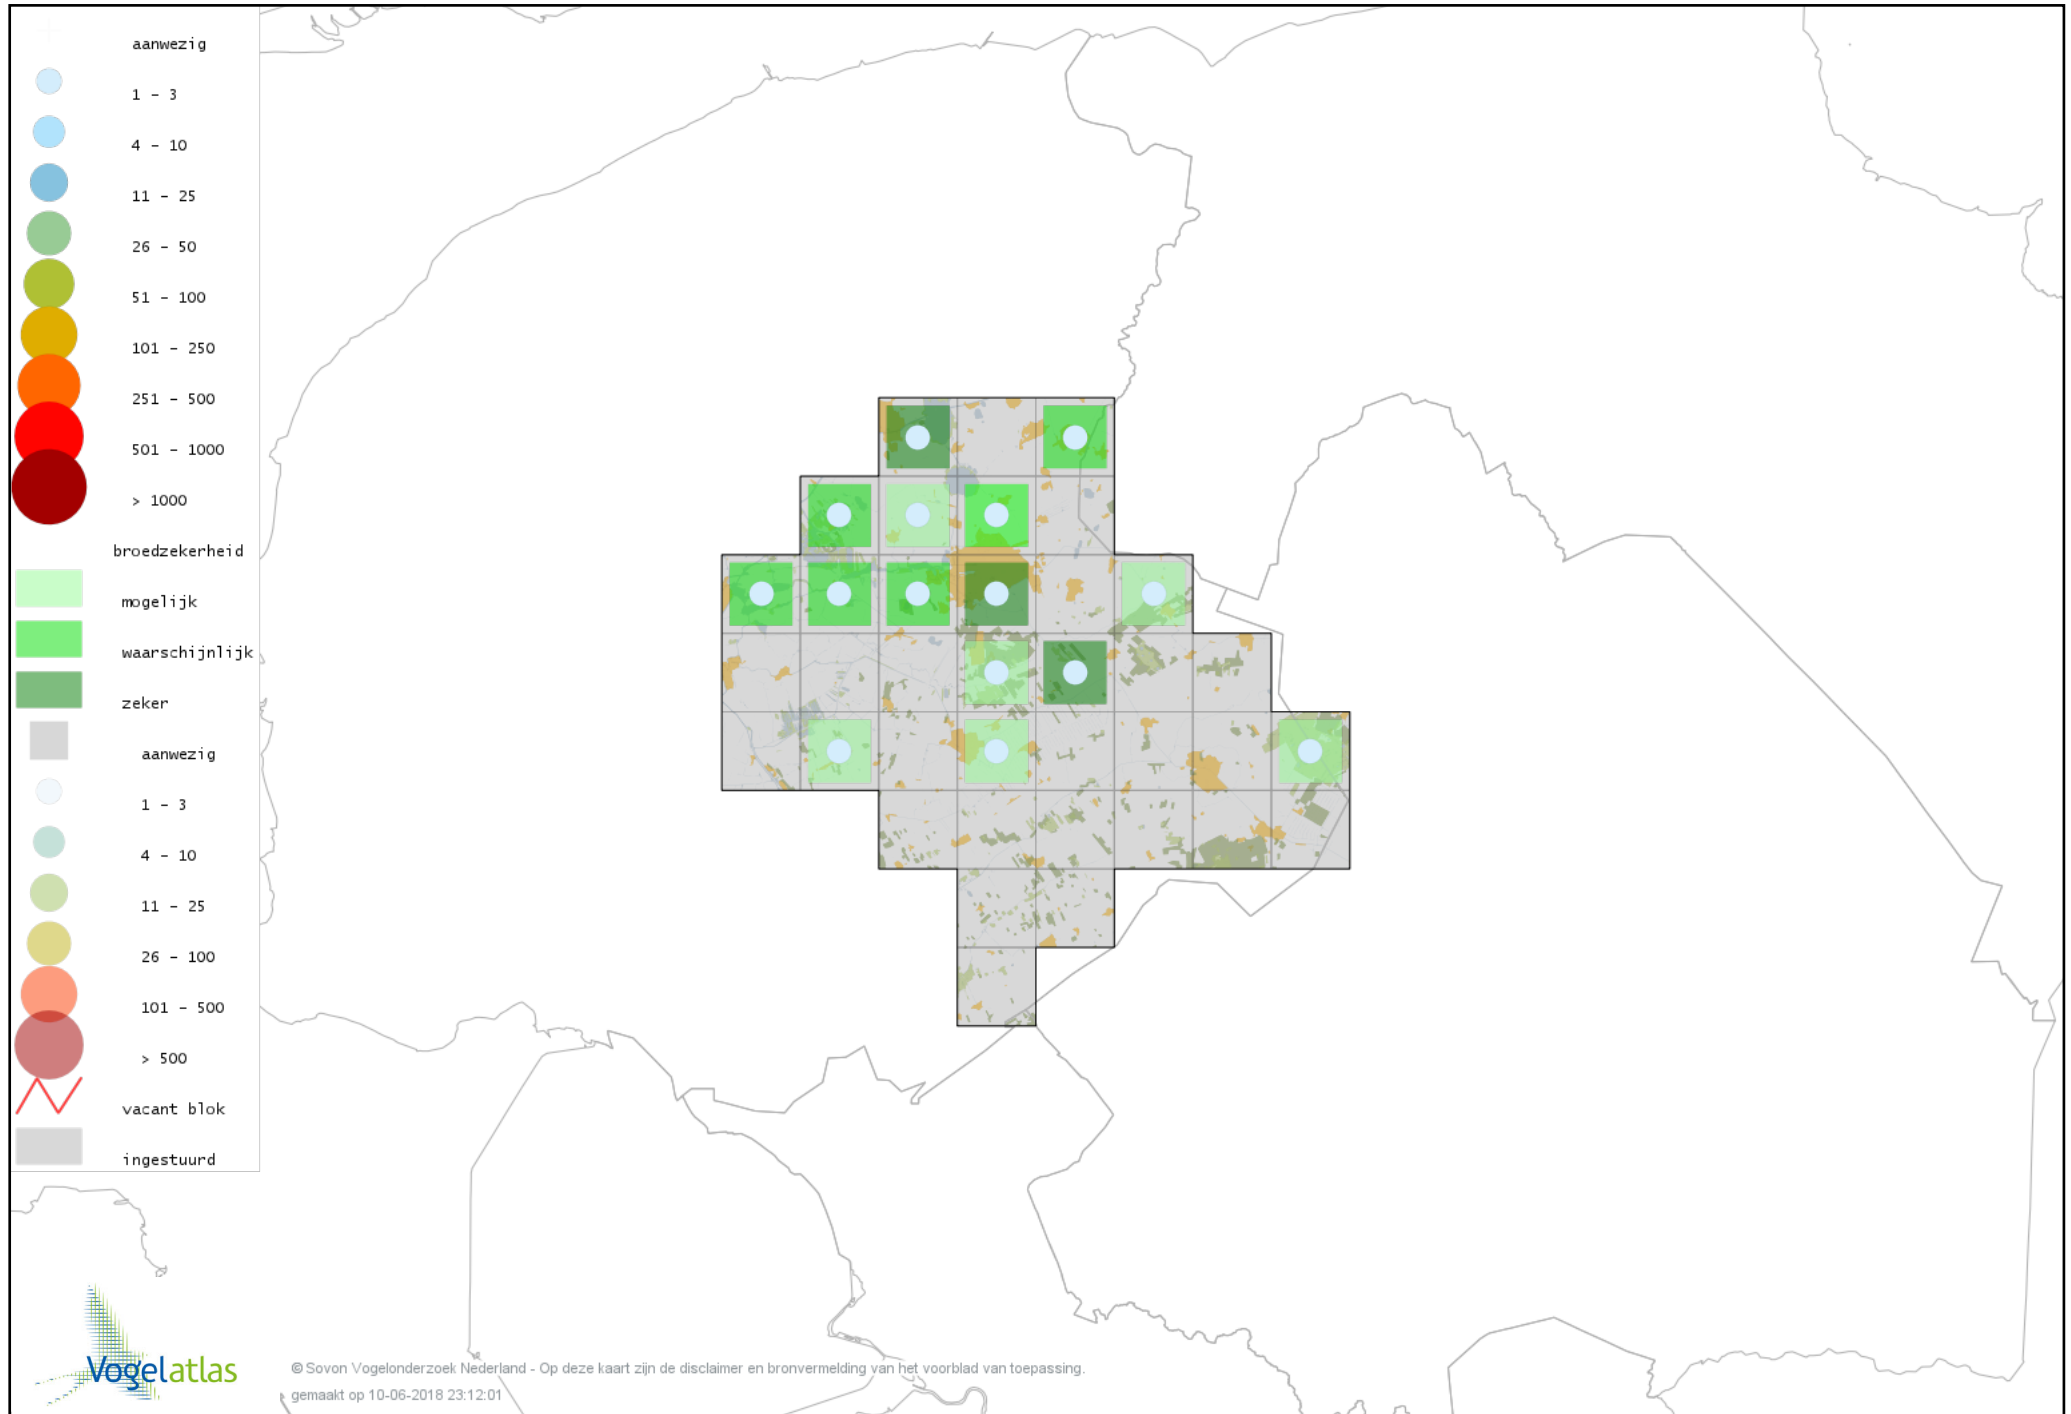 aanwezig
1 - 3
4 - 10
11 - 25
26 - 50
51 - 100
101 - 250
251 - 500
501 - 1000
> 1000
broedzekerheid
mogelijk
waarschijnlijk
zeker
aanwezig
1 - 3
4 - 10
11 - 25
26 - 100
101 - 500
> 500
vacant blok
ingestuurd
Vogelatlas
© Sovon Vogelonderzoek Nederland - Op deze kaart zijn de disclaimer en bronvermelding van het voorblad van toepassing.
gemaakt op 10-06-2018 23:12:01